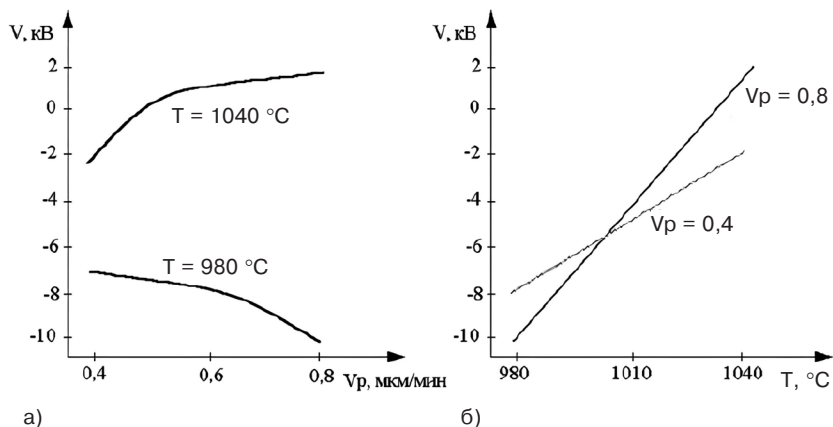 V, кВ
2
0
-2
-4
-6
-8
-10
T = 1040 °C
T = 980 °C
0,4
0,6
0,8
Vp, мкм/мин
а)
V, кВ
2
0
-2
-4
-6
-8
-10
Vp = 0,8
Vp = 0,4
980
1010
1040
T, °C
б)